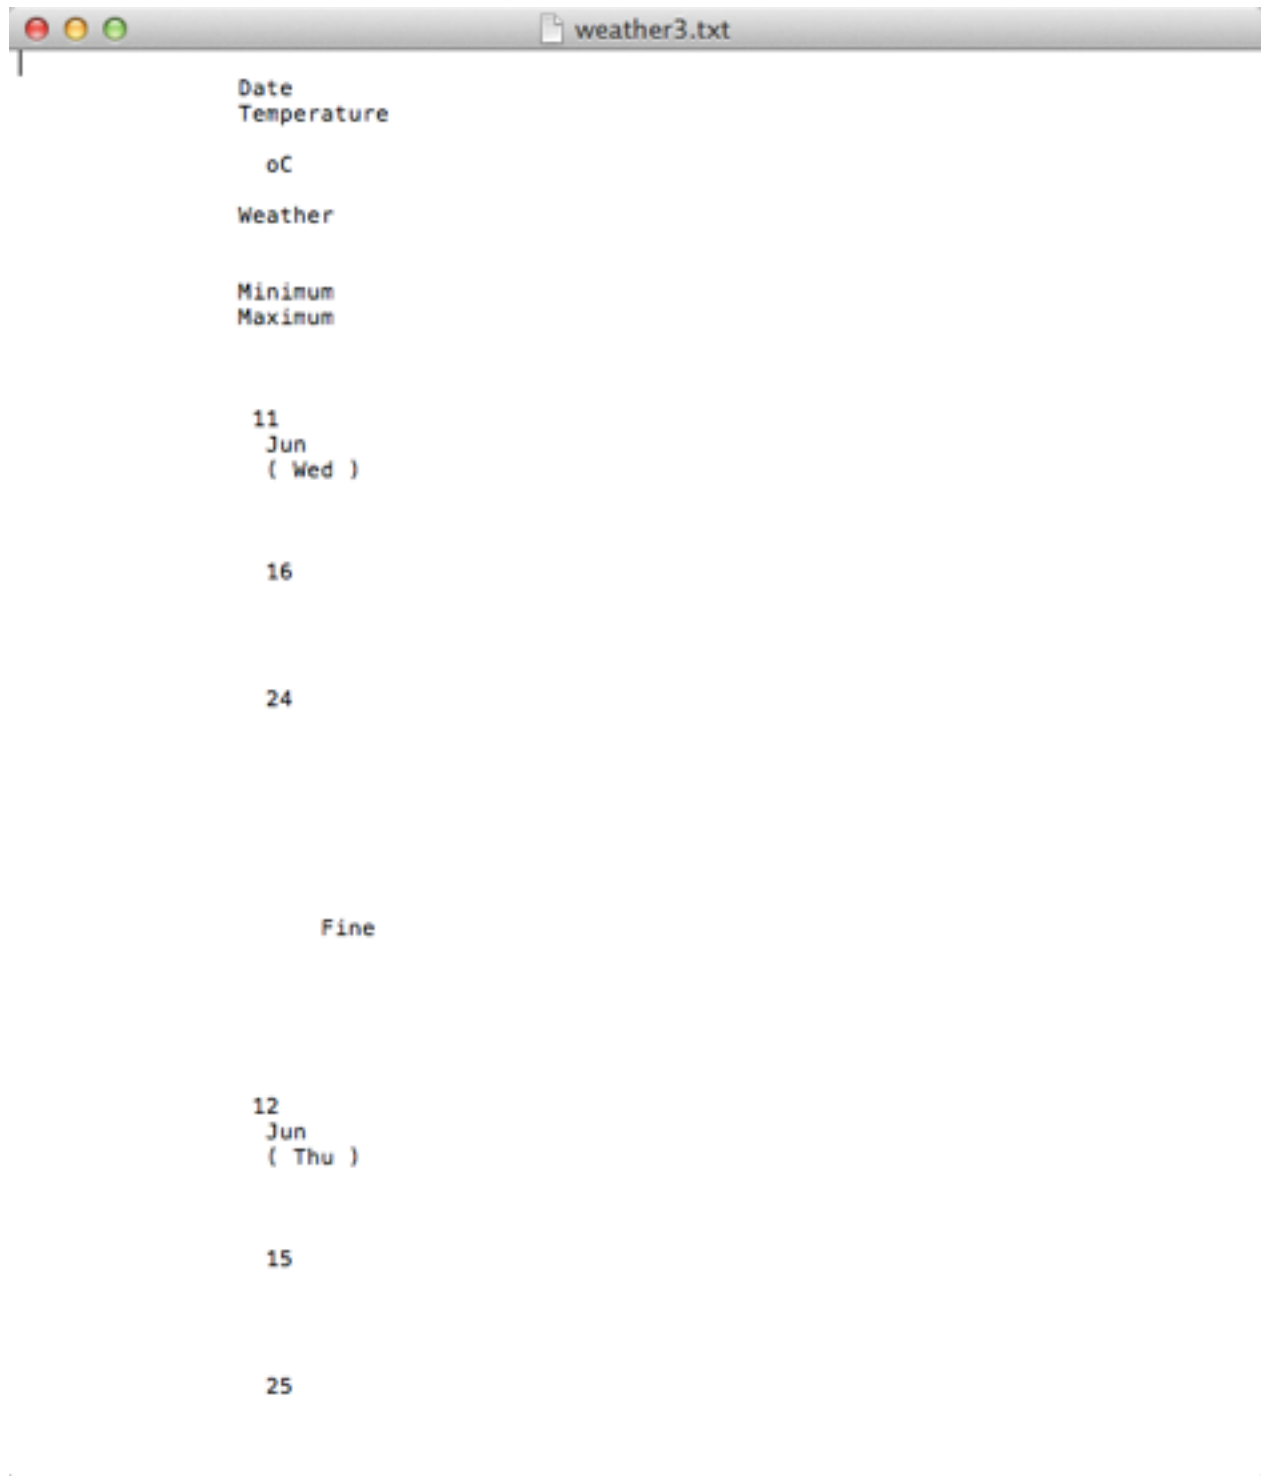 weather3.txt
Date
Temperature
oC
Weather
Minimum
Maximum
11
Jun
( Wed )
16
24
Fine
12
Jun
( Thu )
15
25